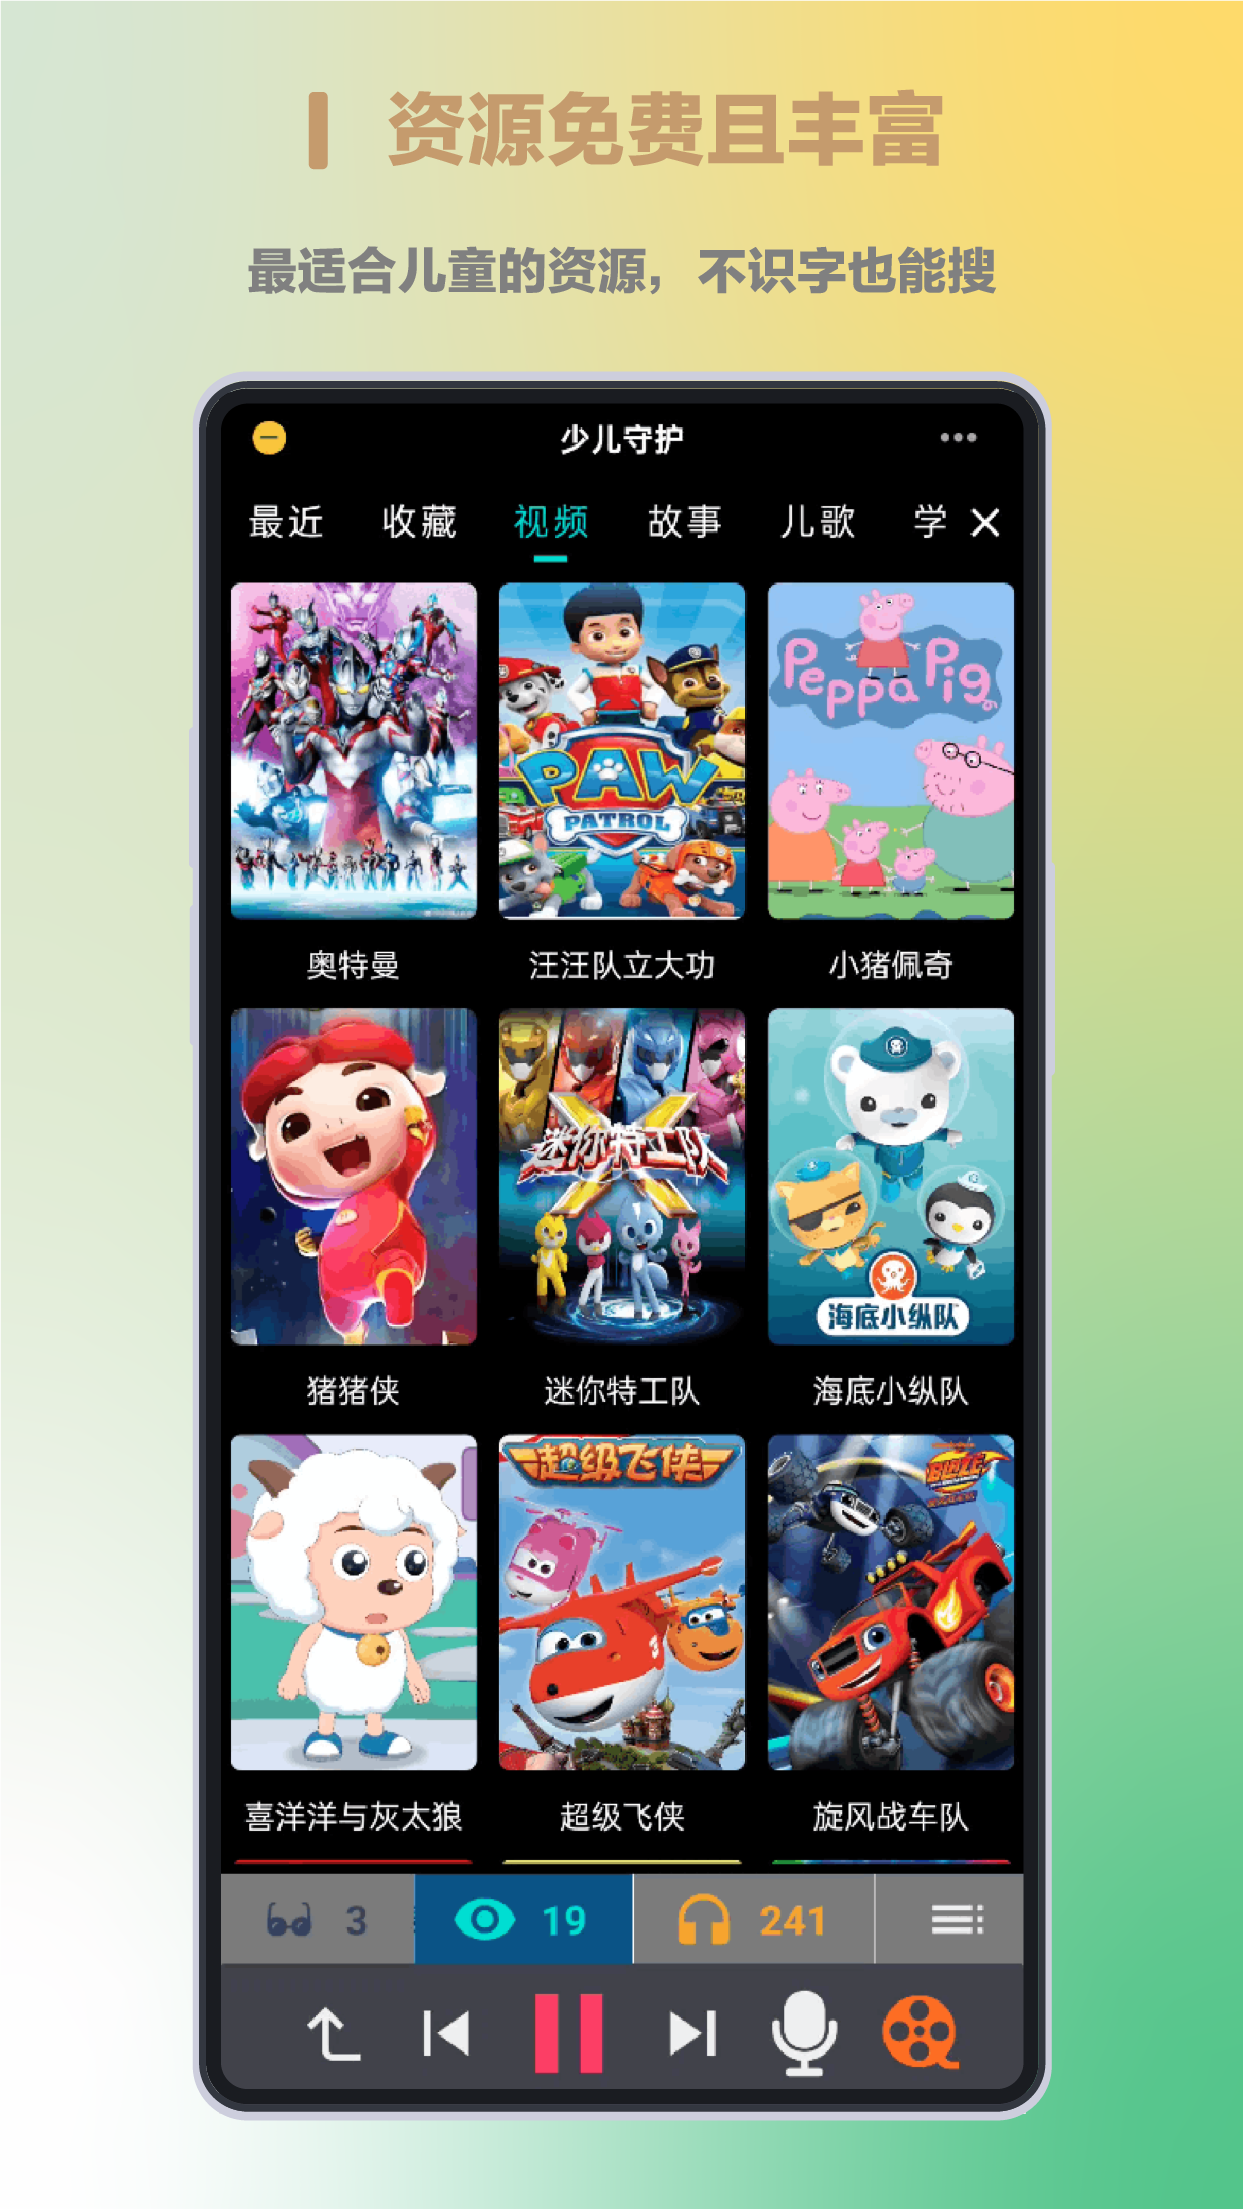 资源免费且丰富
最适合儿童的资源，不识字也能搜
少儿守护
最近 收藏 视频 故事 儿歌 学
PAW
PATROL
Peppa Pig
奥特曼 汪汪队立大功 小猪佩奇
迷你特工队
X
海底小纵队
猪猪侠 迷你特工队 海底小纵队
超级飞侠
BLAZE
喜洋洋与灰太狼 超级飞侠 旋风战车队
3 19 241